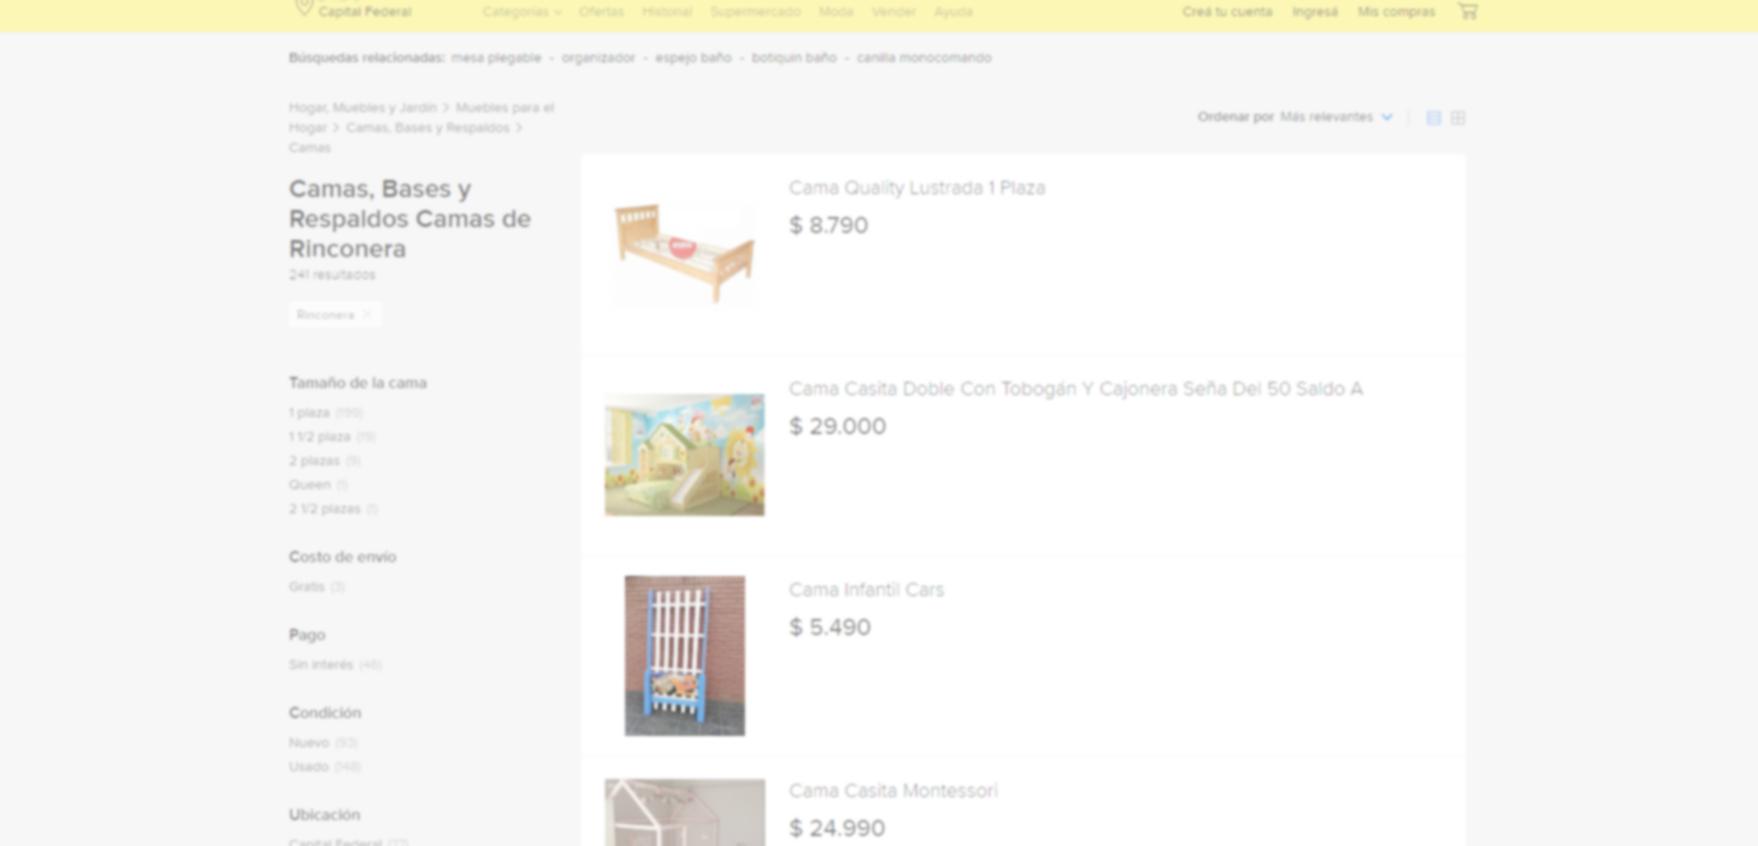 Capital Federal
Categorías Ofertas Historial Supermercado Moda Vender Ayuda
Creá tu cuenta Ingresá Mis compras
Búsquedas relacionadas: mesa plegable - organizador - espejo baño - botiquin baño - canilla monocomando
Hogar, Muebles y Jardín > Muebles para el
Hogar > Camas, Bases y Respaldos >
Camas
Ordenar por Más relevantes
Camas, Bases y
Respaldos Camas de
Rinconera
241 resultados
Rinconera ×
Tamaño de la cama
1 plaza (199)
1 1/2 plaza (19)
2 plazas (9)
Queen (1)
2 1/2 plazas (1)
Costo de envío
Gratis (3)
Pago
Sin interés (46)
Condición
Nuevo (93)
Usado (148)
Ubicación
Capital Federal
Cama Quality Lustrada 1 Plaza
$ 8.790
Cama Casita Doble Con Tobogán Y Cajonera Seña Del 50 Saldo A
$ 29.000
Cama Infantil Cars
$ 5.490
Cama Casita Montessori
$ 24.990